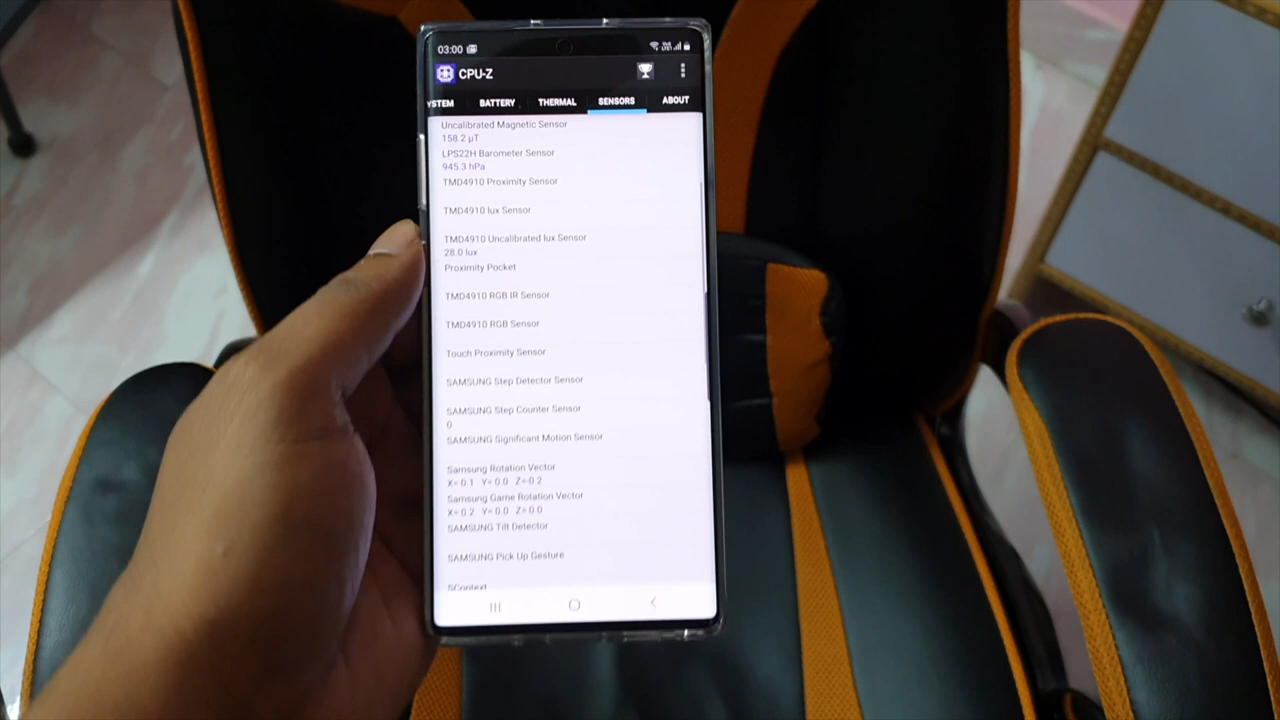 03:00
CPU-Z
YSTEM BATTERY THERMAL SENSORS ABOUT
Uncalibrated Magnetic Sensor
158.2 μT
LPS22H Barometer Sensor
945.3 hPa
TMD4910 Proximity Sensor
TMD4910 lux Sensor
TMD4910 Uncalibrated lux Sensor
28.0 lux
Proximity Pocket
TMD4910 RGB IR Sensor
TMD4910 RGB Sensor
Touch Proximity Sensor
SAMSUNG Step Detector Sensor
SAMSUNG Step Counter Sensor
0
SAMSUNG Significant Motion Sensor
Samsung Rotation Vector
X= 0.1 Y= 0.0 Z=-0.2
Samsung Game Rotation Vector
X= 0.2 Y= 0.0 Z= 0.0
SAMSUNG Tilt Detector
SAMSUNG Pick Up Gesture
SContext